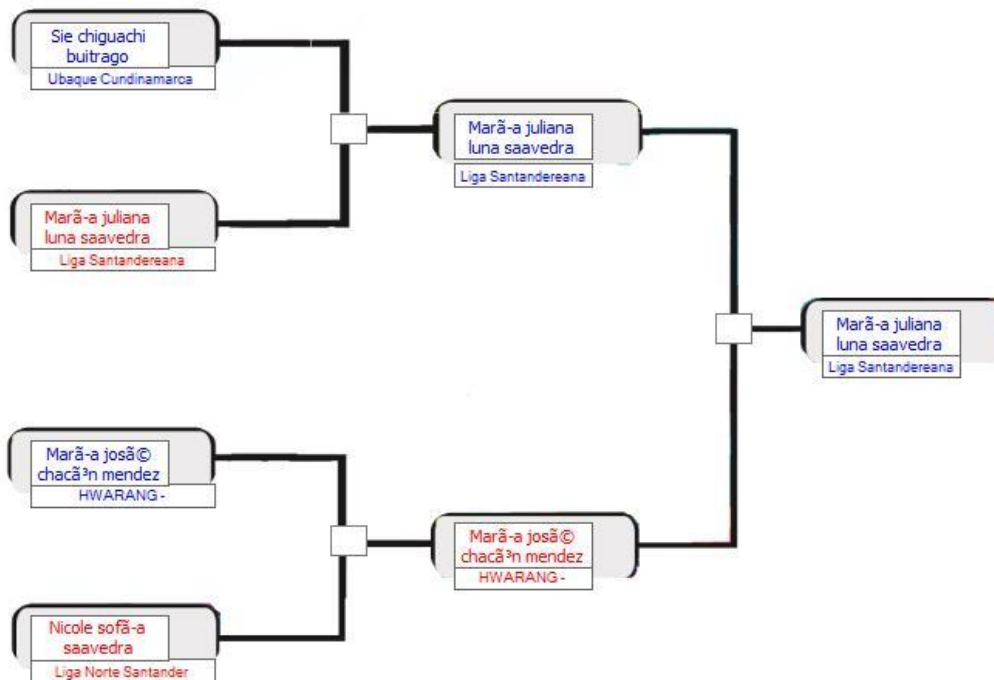 Sie chiguachi
buitrago
Ubaque Cundinamarca
Marã-a juliana
luna saavedra
Liga Santandereana
Marã-a juliana
luna saavedra
Liga Santandereana
Marã-a juliana
luna saavedra
Liga Santandereana
Marã-a josã©
chacã³n mendez
HWARANG -
Marã-a josã©
chacã³n mendez
HWARANG -
Nicole sofã-a
saavedra
Liga Norte Santander